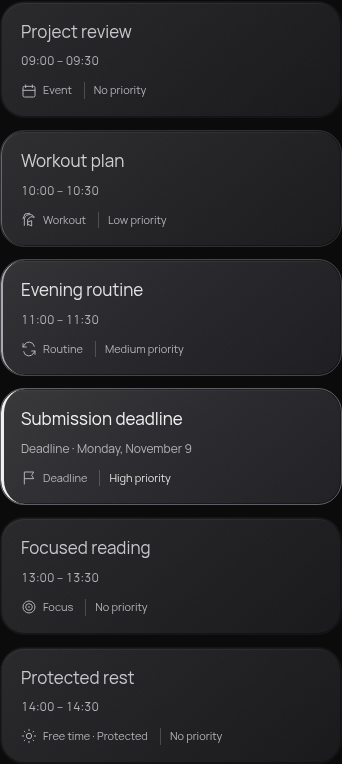 Project review
09:00 – 09:30
Event | No priority
Workout plan
10:00 – 10:30
Workout | Low priority
Evening routine
11:00 – 11:30
Routine | Medium priority
Submission deadline
Deadline · Monday, November 9
Deadline | High priority
Focused reading
13:00 – 13:30
Focus | No priority
Protected rest
14:00 – 14:30
Free time · Protected | No priority